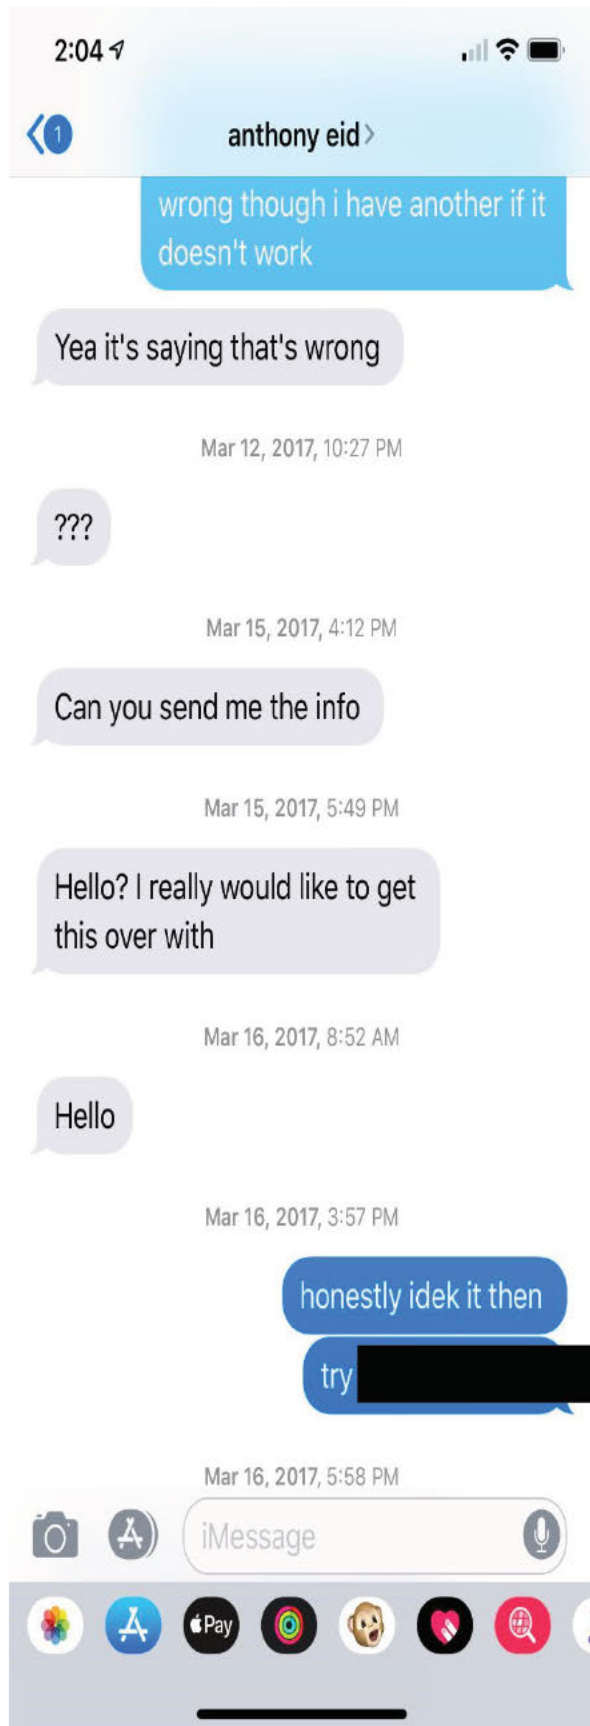 2:04
1
anthony eid
wrong though i have another if it
doesn't work
Yea it's saying that's wrong
Mar 12, 2017, 10:27 PM
???
Mar 15, 2017, 4:12 PM
Can you send me the info
Mar 15, 2017, 5:49 PM
Hello? I really would like to get
this over with
Mar 16, 2017, 8:52 AM
Hello
Mar 16, 2017, 3:57 PM
honestly idek it then
try
Mar 16, 2017, 5:58 PM
iMessage
Pay